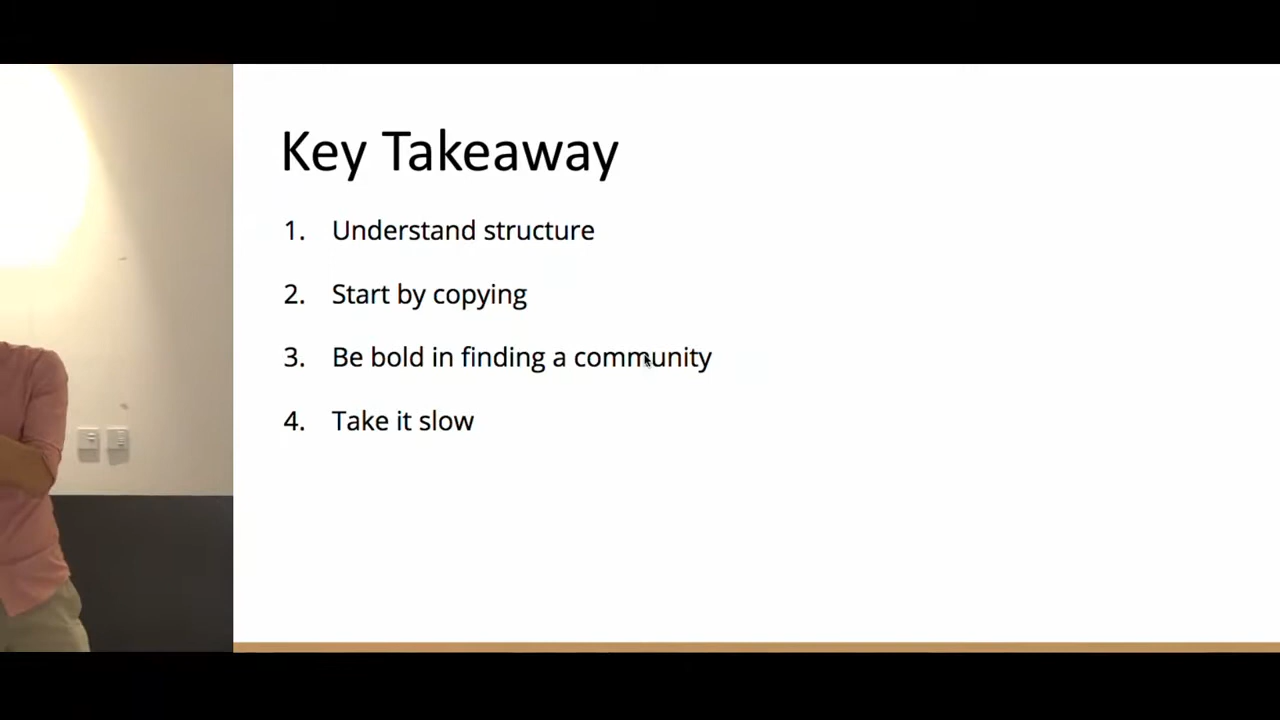 Key Takeaway
1. Understand structure
2. Start by copying
3. Be bold in finding a community
4. Take it slow